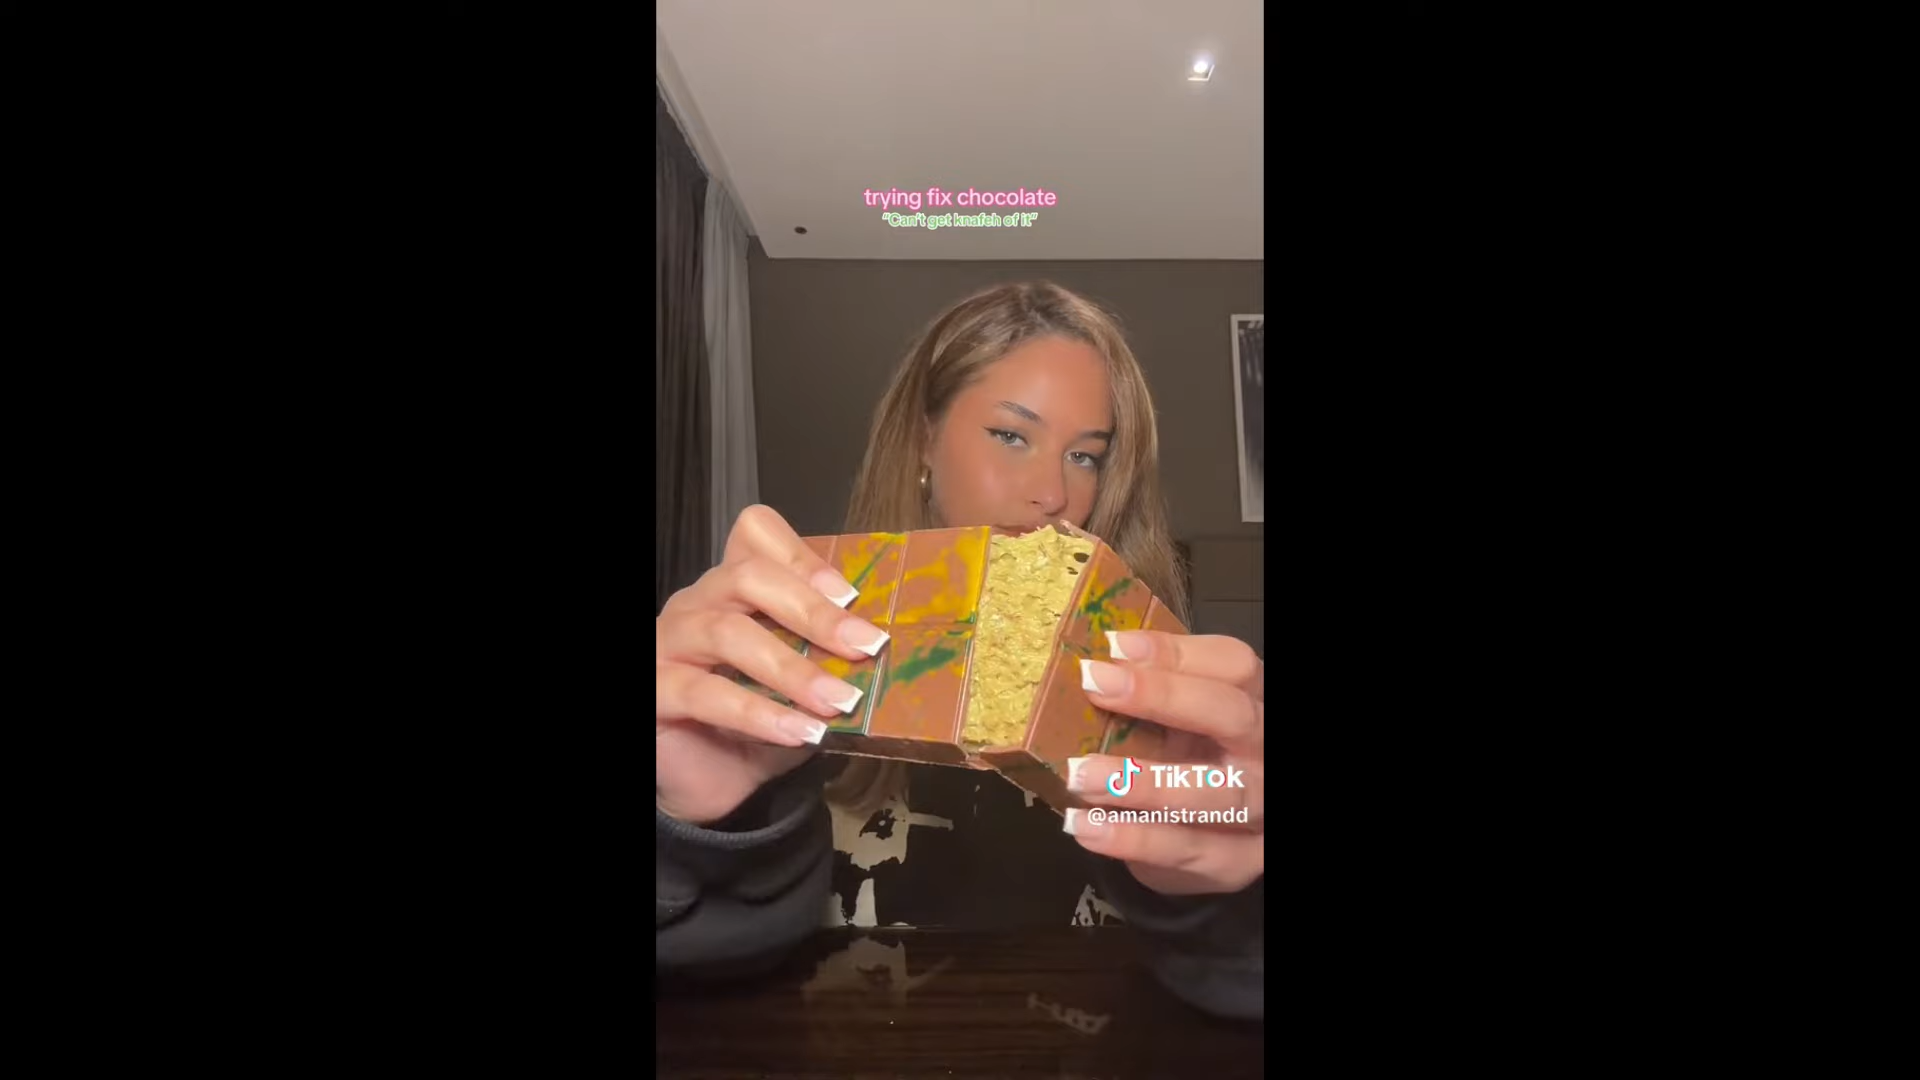 trying fix chocolate
"Can't get knafeh of it"
TikTok
@amanistrandd